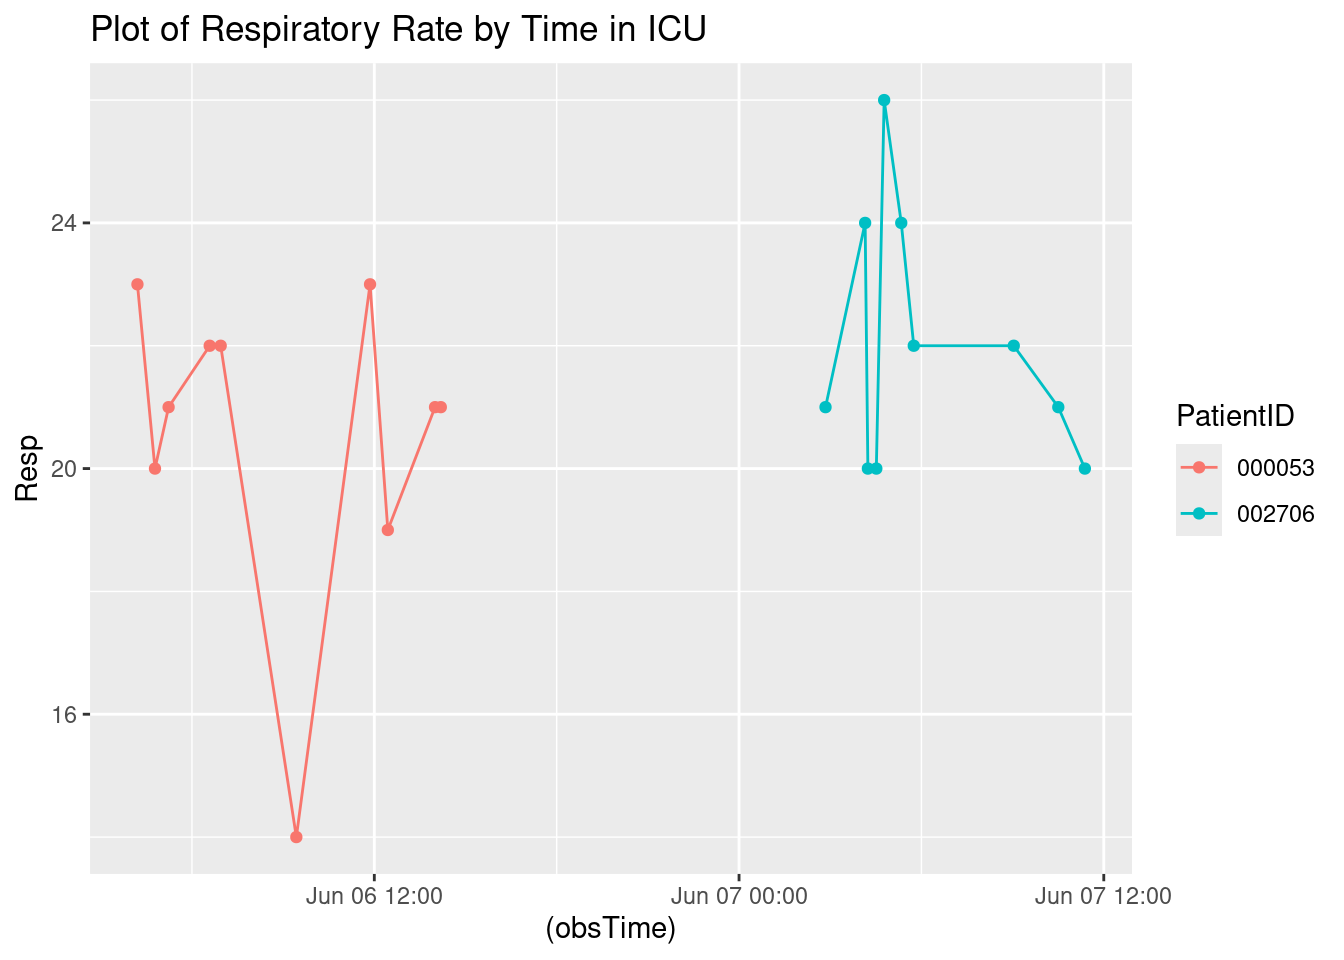 Plot of Respiratory Rate by Time in ICU
24
20
16
Resp
Jun 06 12:00
Jun 07 00:00
Jun 07 12:00
(obsTime)
PatientID
000053
002706